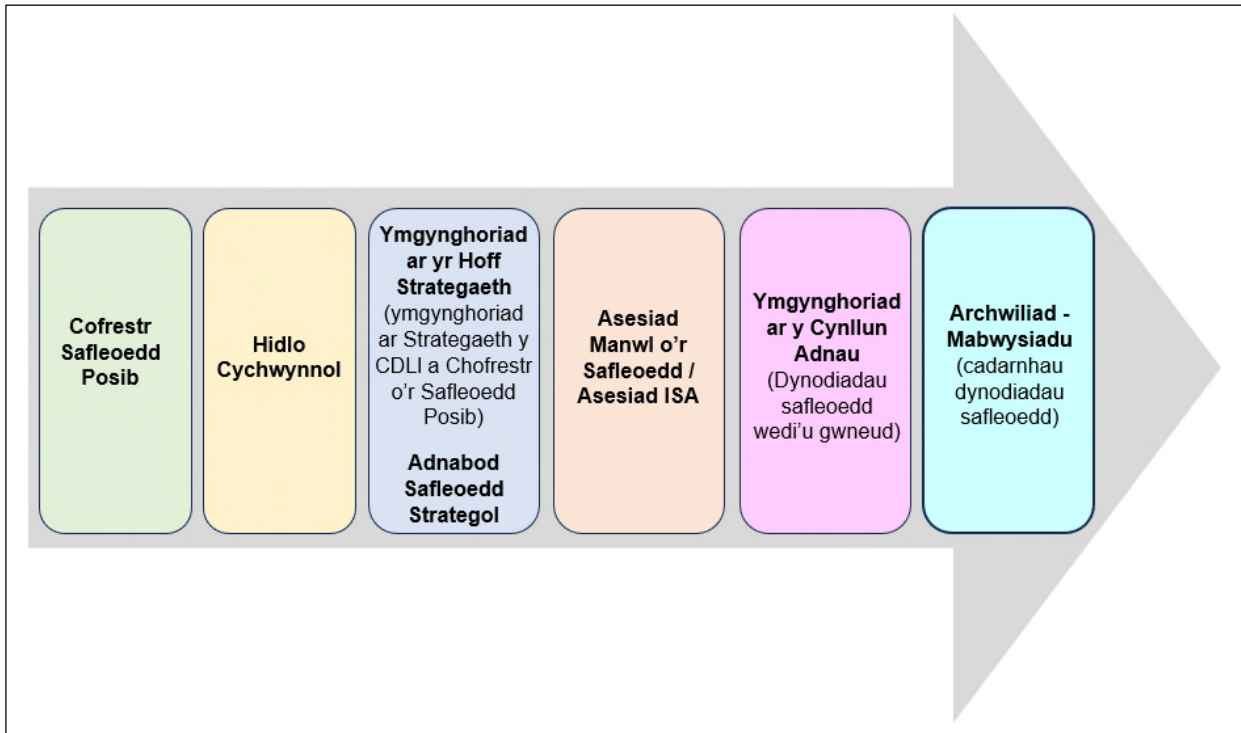 Cofrestr
Safleoedd
Posib
Hidlo
Cychwynnol
Ymgynghoriad
ar yr Hoff
Strategaeth
(ymgynghoriad
ar Strategaeth y
CDLl a Chofrestr
o'r Safleoedd
Posib)
Adnabod
Safleoedd
Strategol
Asesiad
Manwl o'r
Safleoedd /
Asesiad ISA
Ymgynghoriad
ar y Cynllun
Adnau
(Dynodiadau
safleoedd
wedi'u gwneud)
Archwiliad -
Mabwysiadu
(cadarnhau
dynodiadau
safleoedd)